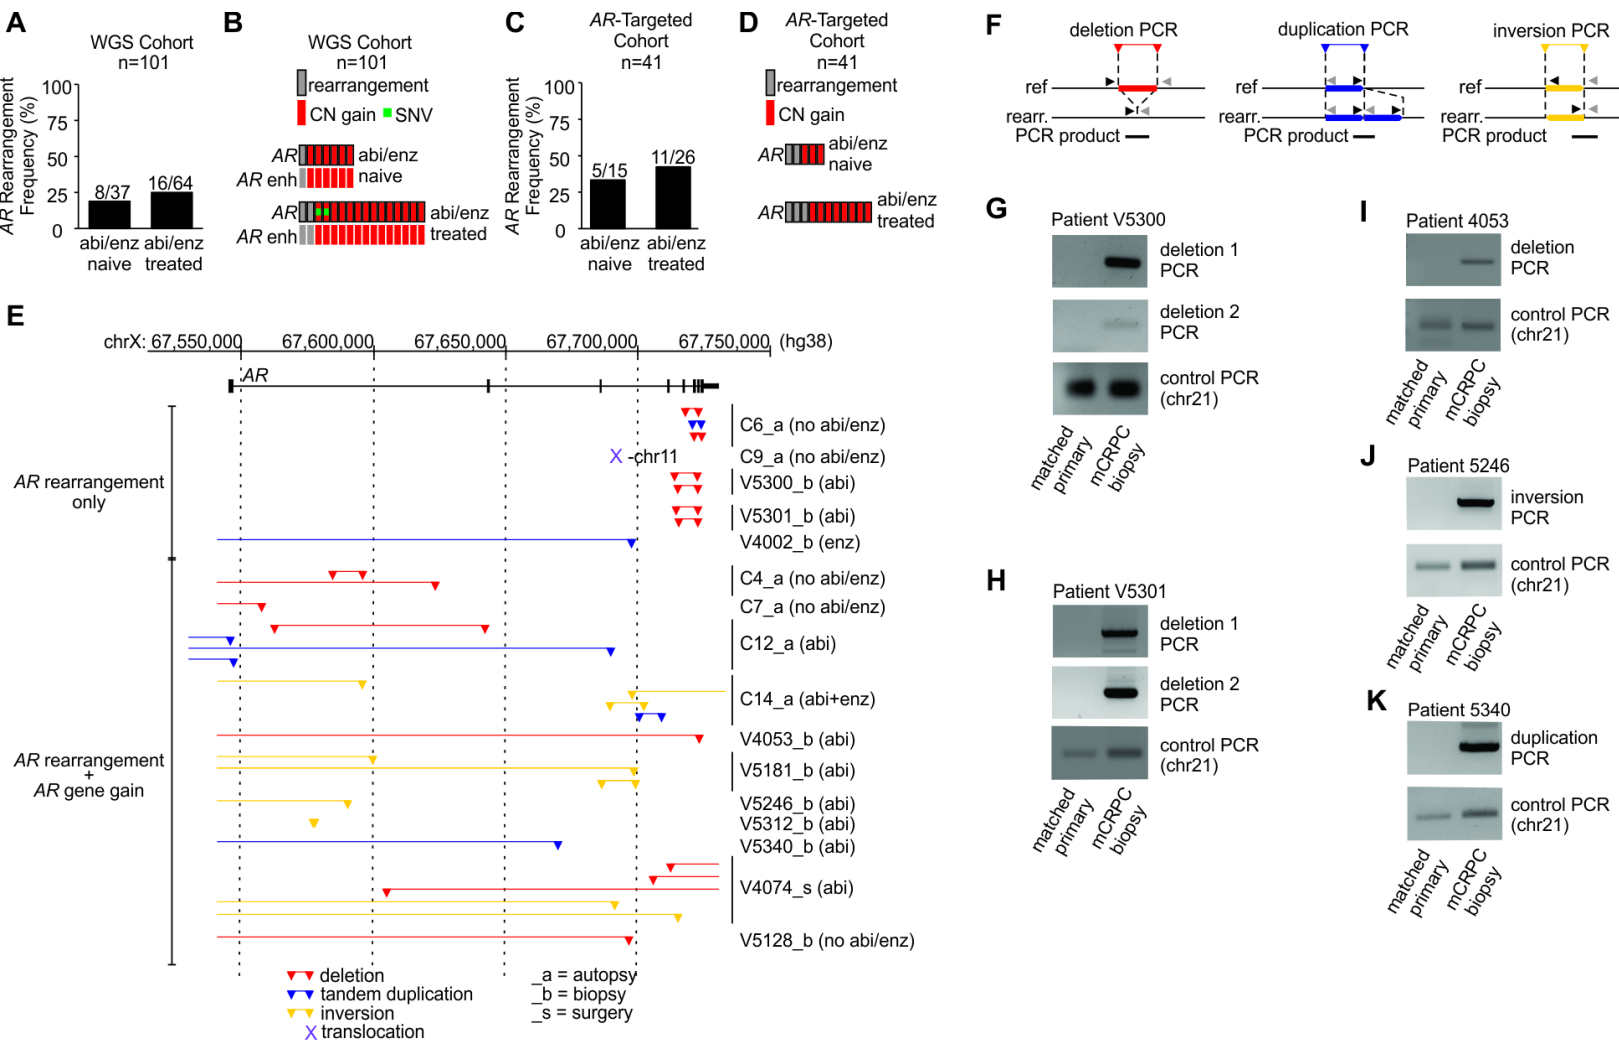 A
WGS Cohort
n=101
AR Rearrangement
Frequency (%)
100
75
50
25
0
8/37
16/64
abi/enz
naive
abi/enz
treated
B
WGS Cohort
n=101
rearrangement
CN gain
SNV
AR
AR enh
abi/enz
naive
AR
AR enh
abi/enz
treated
C
AR-Targeted
Cohort
n=41
AR Rearrangement
Frequency (%)
100
75
50
25
0
5/15
11/26
abi/enz
naive
abi/enz
treated
D
AR-Targeted
Cohort
n=41
rearrangement
CN gain
AR
abi/enz
naive
AR
abi/enz
treated
E
chrX: 67,550,000 67,600,000 67,650,000 67,700,000 67,750,000 (hg38)
AR
AR rearrangement
only
C6_a (no abi/enz)
X -chr11
C9_a (no abi/enz)
V5300_b (abi)
V5301_b (abi)
V4002_b (enz)
AR rearrangement
+
AR gene gain
C4_a (no abi/enz)
C7_a (no abi/enz)
C12_a (abi)
C14_a (abi+enz)
V4053_b (abi)
V5181_b (abi)
V5246_b (abi)
V5312_b (abi)
V5340_b (abi)
V4074_s (abi)
V5128_b (no abi/enz)
deletion
tandem duplication
inversion
X translocation
_a = autopsy
_b = biopsy
_s = surgery
F
deletion PCR
ref
rearr.
PCR product
duplication PCR
ref
rearr.
PCR product
inversion PCR
ref
rearr.
PCR product
G
Patient V5300
deletion 1
PCR
deletion 2
PCR
control PCR
(chr21)
matched
primary
mCRPC
biopsy
H
Patient V5301
deletion 1
PCR
deletion 2
PCR
control PCR
(chr21)
matched
primary
mCRPC
biopsy
I
Patient 4053
deletion
PCR
control PCR
(chr21)
matched
primary
mCRPC
biopsy
J
Patient 5246
inversion
PCR
control PCR
(chr21)
matched
primary
mCRPC
biopsy
K
Patient 5340
duplication
PCR
control PCR
(chr21)
matched
primary
mCRPC
biopsy